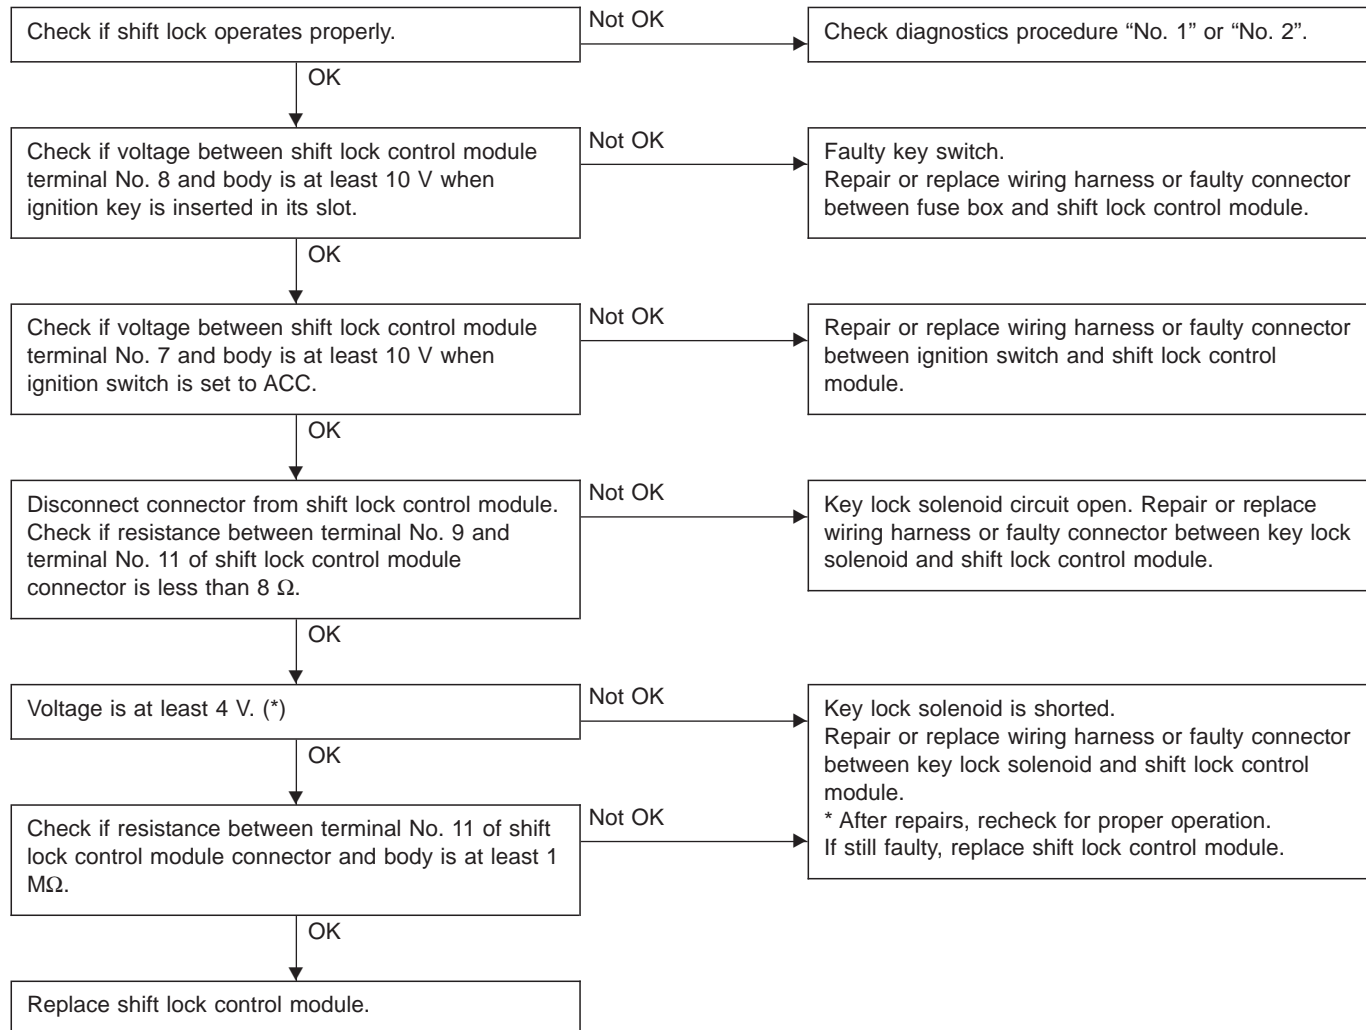 Check if shift lock operates properly.
Not OK
Check diagnostics procedure “No. 1” or “No. 2”.
OK
Check if voltage between shift lock control module
terminal No. 8 and body is at least 10 V when
ignition key is inserted in its slot.
Not OK
Faulty key switch.
Repair or replace wiring harness or faulty connector
between fuse box and shift lock control module.
OK
Check if voltage between shift lock control module
terminal No. 7 and body is at least 10 V when
ignition switch is set to ACC.
Not OK
Repair or replace wiring harness or faulty connector
between ignition switch and shift lock control
module.
OK
Disconnect connector from shift lock control module.
Check if resistance between terminal No. 9 and
terminal No. 11 of shift lock control module
connector is less than 8 Ω.
Not OK
Key lock solenoid circuit open. Repair or replace
wiring harness or faulty connector between key lock
solenoid and shift lock control module.
OK
Voltage is at least 4 V. (*)
Not OK
Key lock solenoid is shorted.
Repair or replace wiring harness or faulty connector
between key lock solenoid and shift lock control
module.
* After repairs, recheck for proper operation.
If still faulty, replace shift lock control module.
OK
Check if resistance between terminal No. 11 of shift
lock control module connector and body is at least 1
MΩ.
Not OK
OK
Replace shift lock control module.